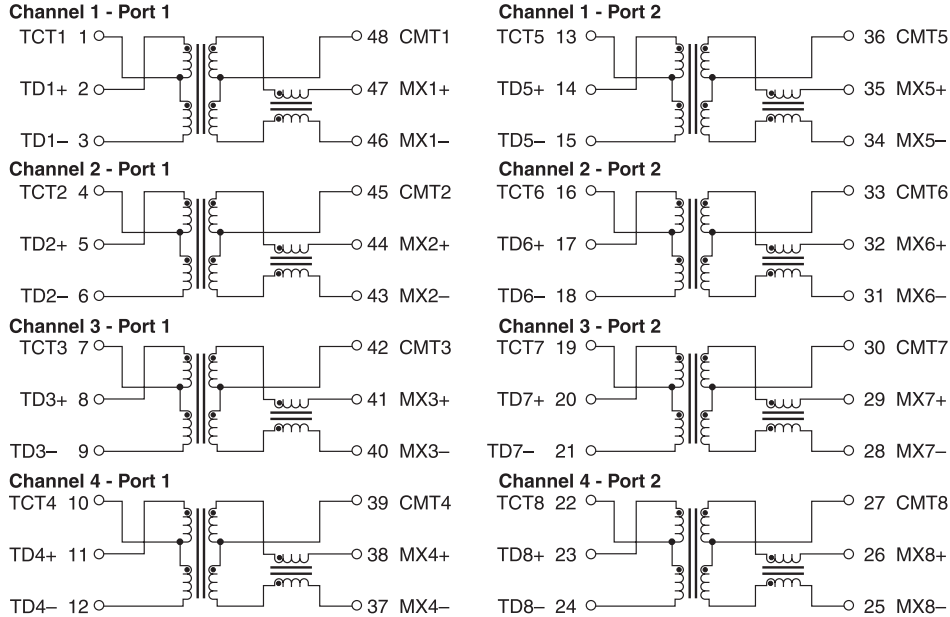 Channel 1 - Port 1
TCT1 1 48 CMT1
TD1+ 2 47 MX1+
TD1– 3 46 MX1–
Channel 2 - Port 1
TCT2 4 45 CMT2
TD2+ 5 44 MX2+
TD2– 6 43 MX2–
Channel 3 - Port 1
TCT3 7 42 CMT3
TD3+ 8 41 MX3+
TD3– 9 40 MX3–
Channel 4 - Port 1
TCT4 10 39 CMT4
TD4+ 11 38 MX4+
TD4– 12 37 MX4–
Channel 1 - Port 2
TCT5 13 36 CMT5
TD5+ 14 35 MX5+
TD5– 15 34 MX5–
Channel 2 - Port 2
TCT6 16 33 CMT6
TD6+ 17 32 MX6+
TD6– 18 31 MX6–
Channel 3 - Port 2
TCT7 19 30 CMT7
TD7+ 20 29 MX7+
TD7– 21 28 MX7–
Channel 4 - Port 2
TCT8 22 27 CMT8
TD8+ 23 26 MX8+
TD8– 24 25 MX8–